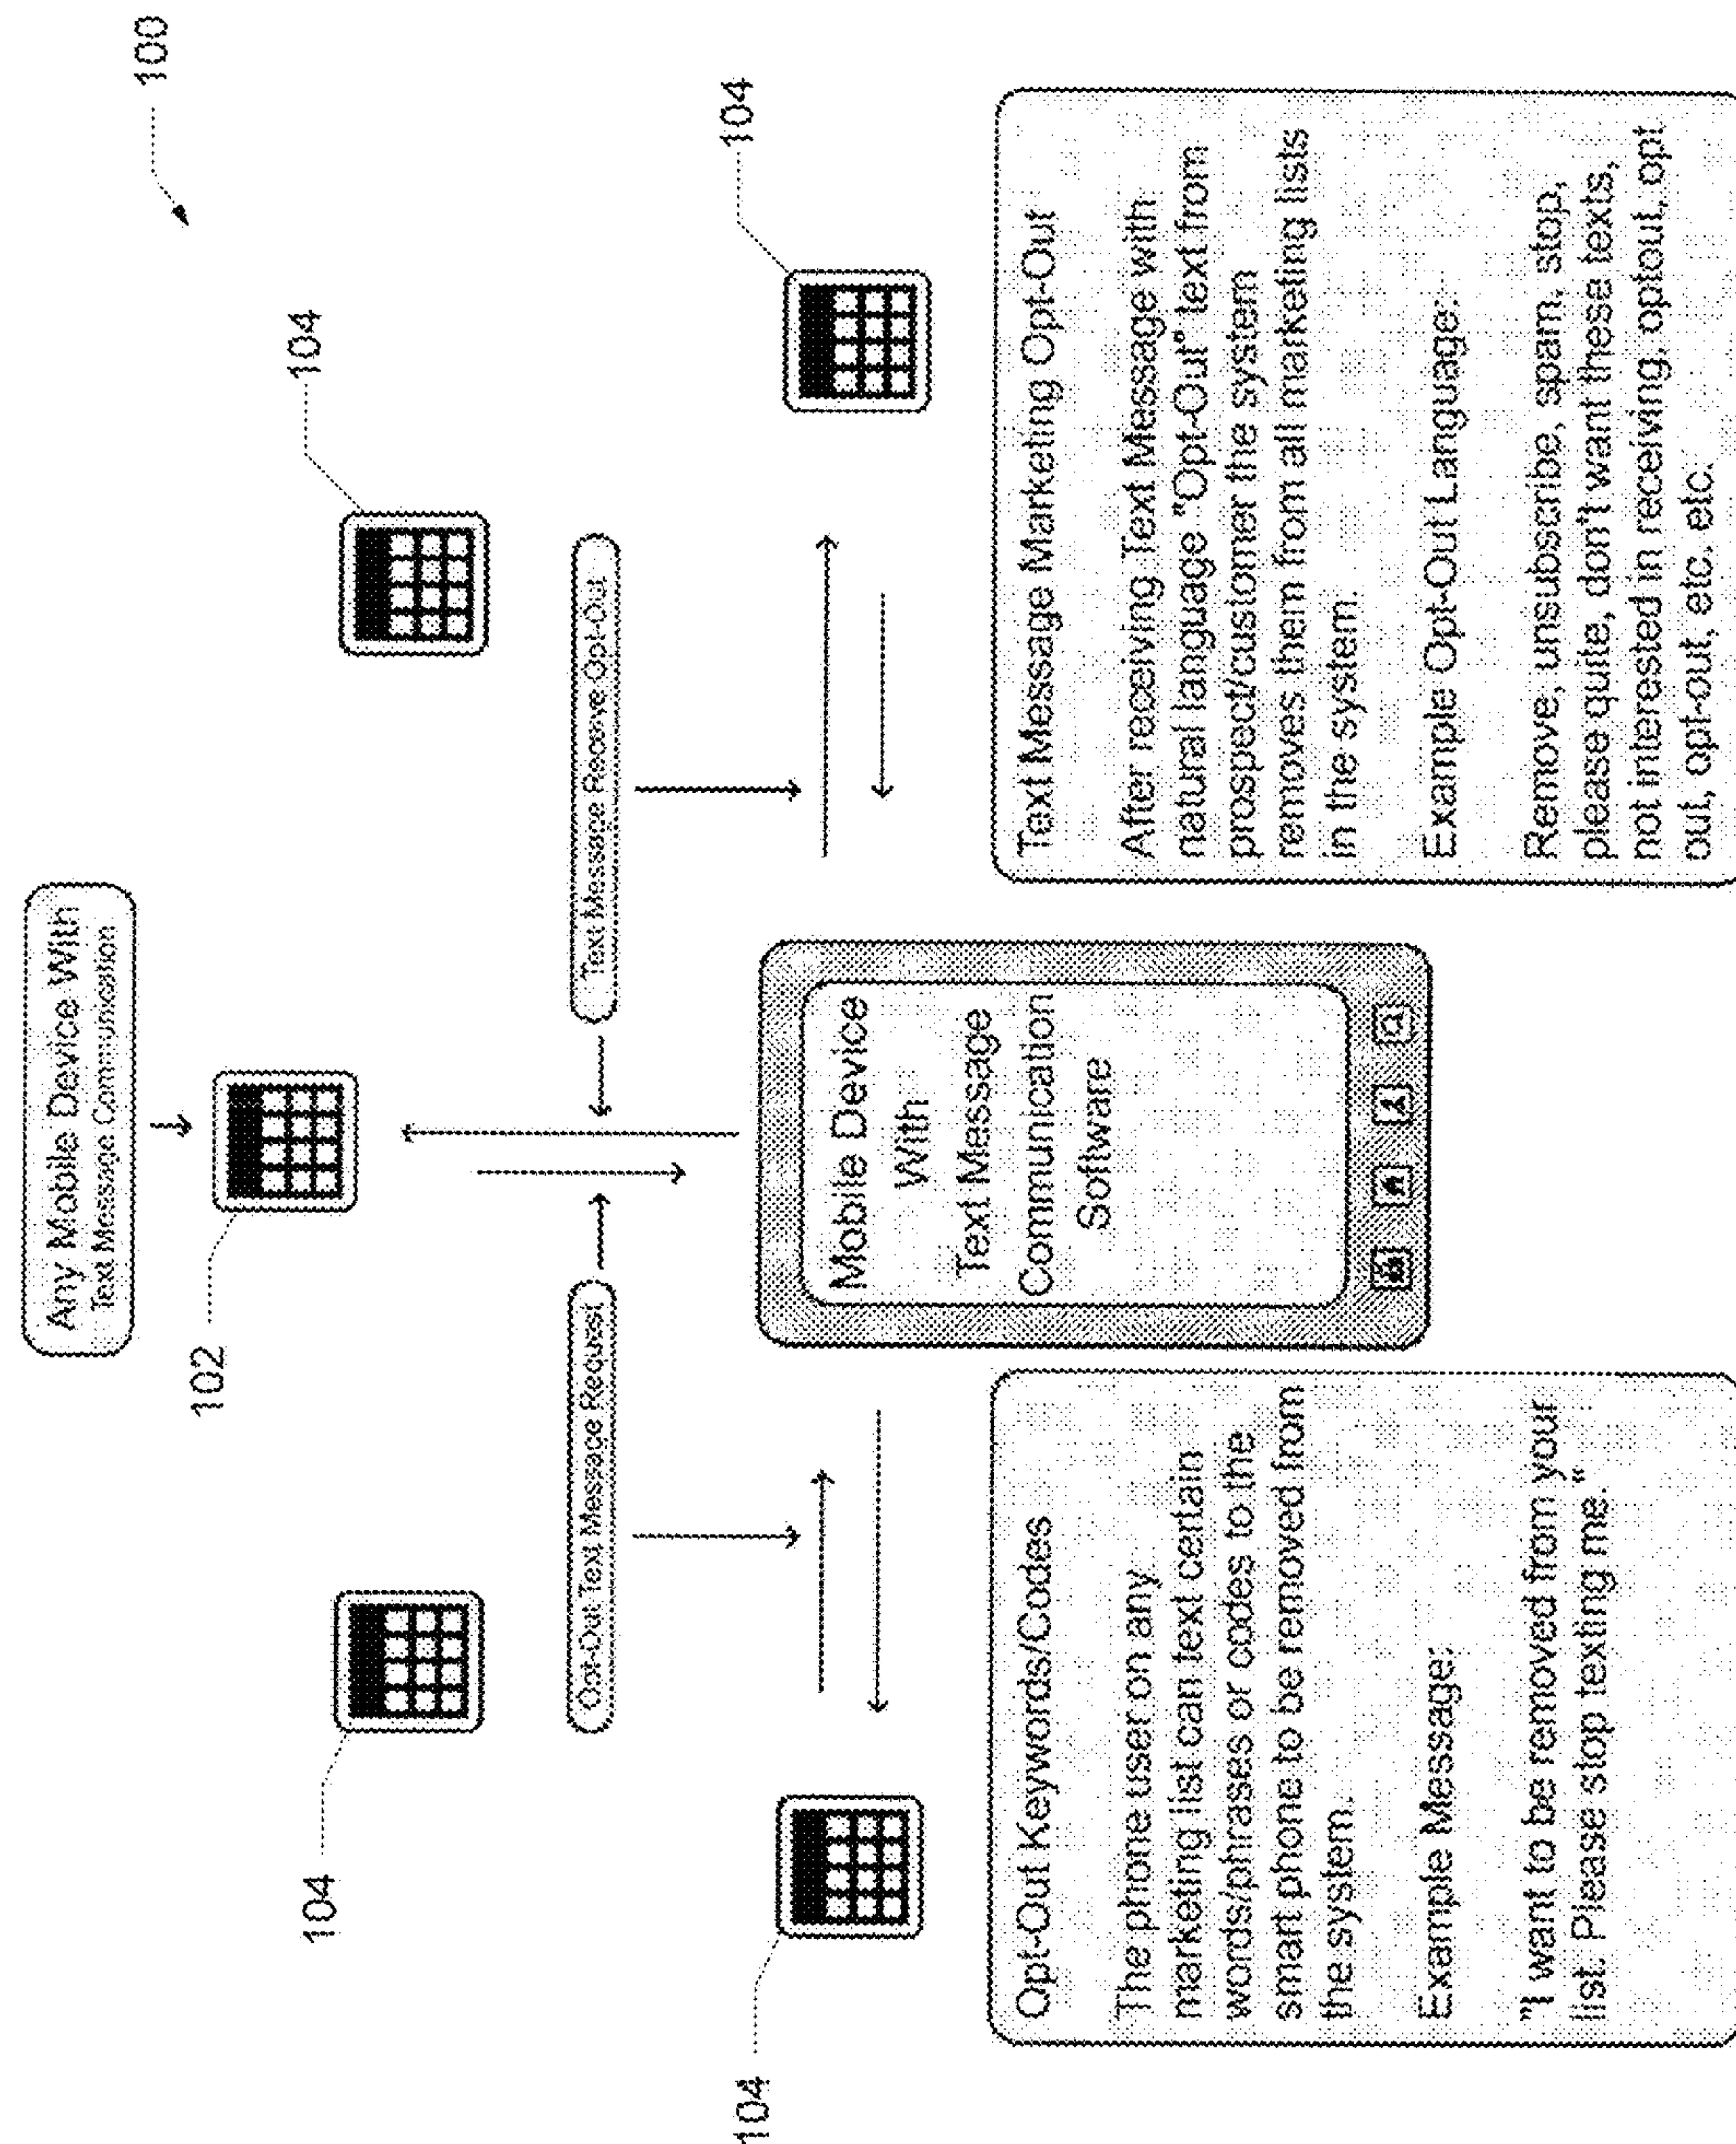 100
Any Mobile Device With
Text Message Communication
102
104
104
104
104
Opt-Out Text Message Request
Text Message Receive Opt-Out
Mobile Device
With
Text Message
Communication
Software
Opt-Out Keywords/Codes
The phone user on any
marketing list can text certain
words/phrases or codes to the
smart phone to be removed from
the system.
Example Message:
"I want to be removed from your
list. Please stop texting me."
Text Message Marketing Opt-Out
After receiving Text Message with
natural language "Opt-Out" text from
prospect/customer the system
removes them from all marketing lists
in the system.
Example Opt-Out Language:
Remove, unsubscribe, spam, stop,
please quite, don't want these texts,
not interested in receiving, optout, opt
out, opt-out, etc. etc.